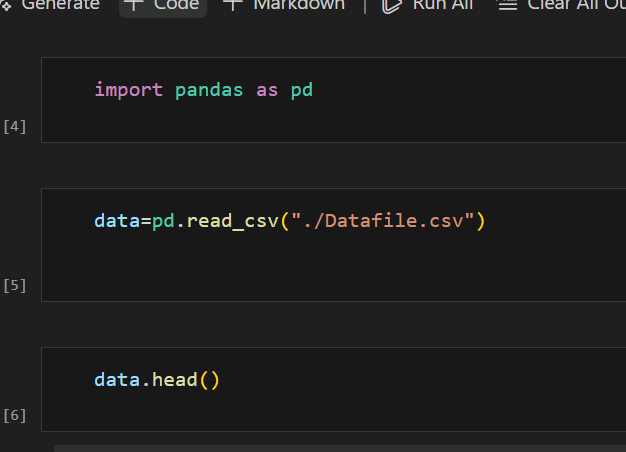 Generate + Code + Markdown | Run All Clear All Ou
import pandas as pd
[4]
data=pd.read_csv("./Datafile.csv")
[5]
data.head()
[6]